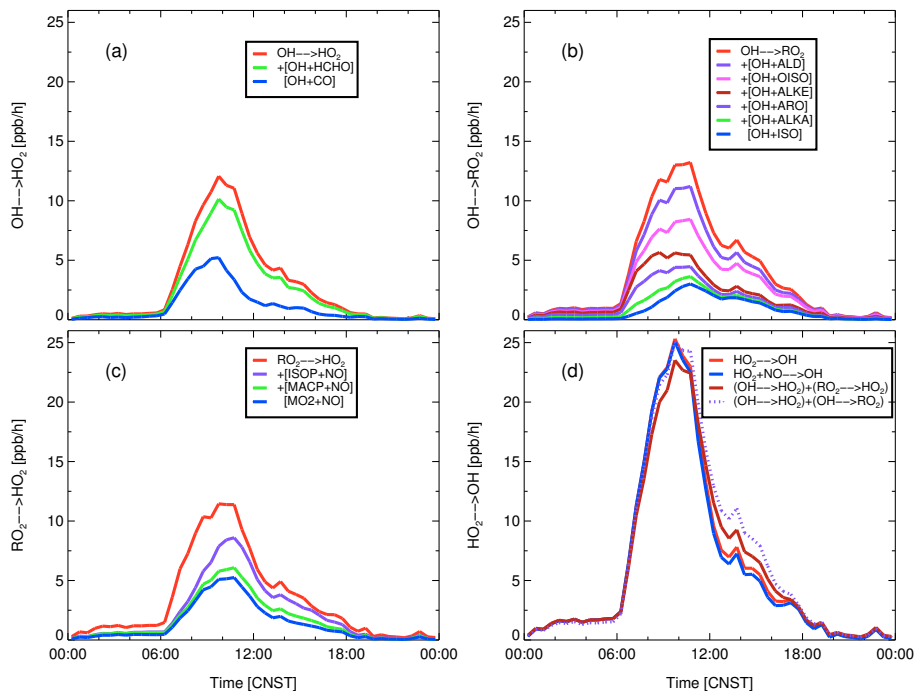 (a)
OH-->HO₂
+[OH+HCHO]
[OH+CO]
OH-->HO₂ [ppb/h]
25
20
15
10
5
0
(b)
OH-->RO₂
+[OH+ALD]
+[OH+OISO]
+[OH+ALKE]
+[OH+ARO]
+[OH+ALKA]
[OH+ISO]
OH-->RO₂ [ppb/h]
25
20
15
10
5
0
(c)
RO₂-->HO₂
+[ISOP+NO]
+[MACP+NO]
[MO2+NO]
RO₂-->HO₂ [ppb/h]
25
20
15
10
5
0
00:00 06:00 12:00 18:00 00:00
Time [CNST]
(d)
HO₂-->OH
HO₂+NO-->OH
(OH-->HO₂)+(RO₂-->HO₂)
(OH-->HO₂)+(OH-->RO₂)
HO₂-->OH [ppb/h]
25
20
15
10
5
0
00:00 06:00 12:00 18:00 00:00
Time [CNST]